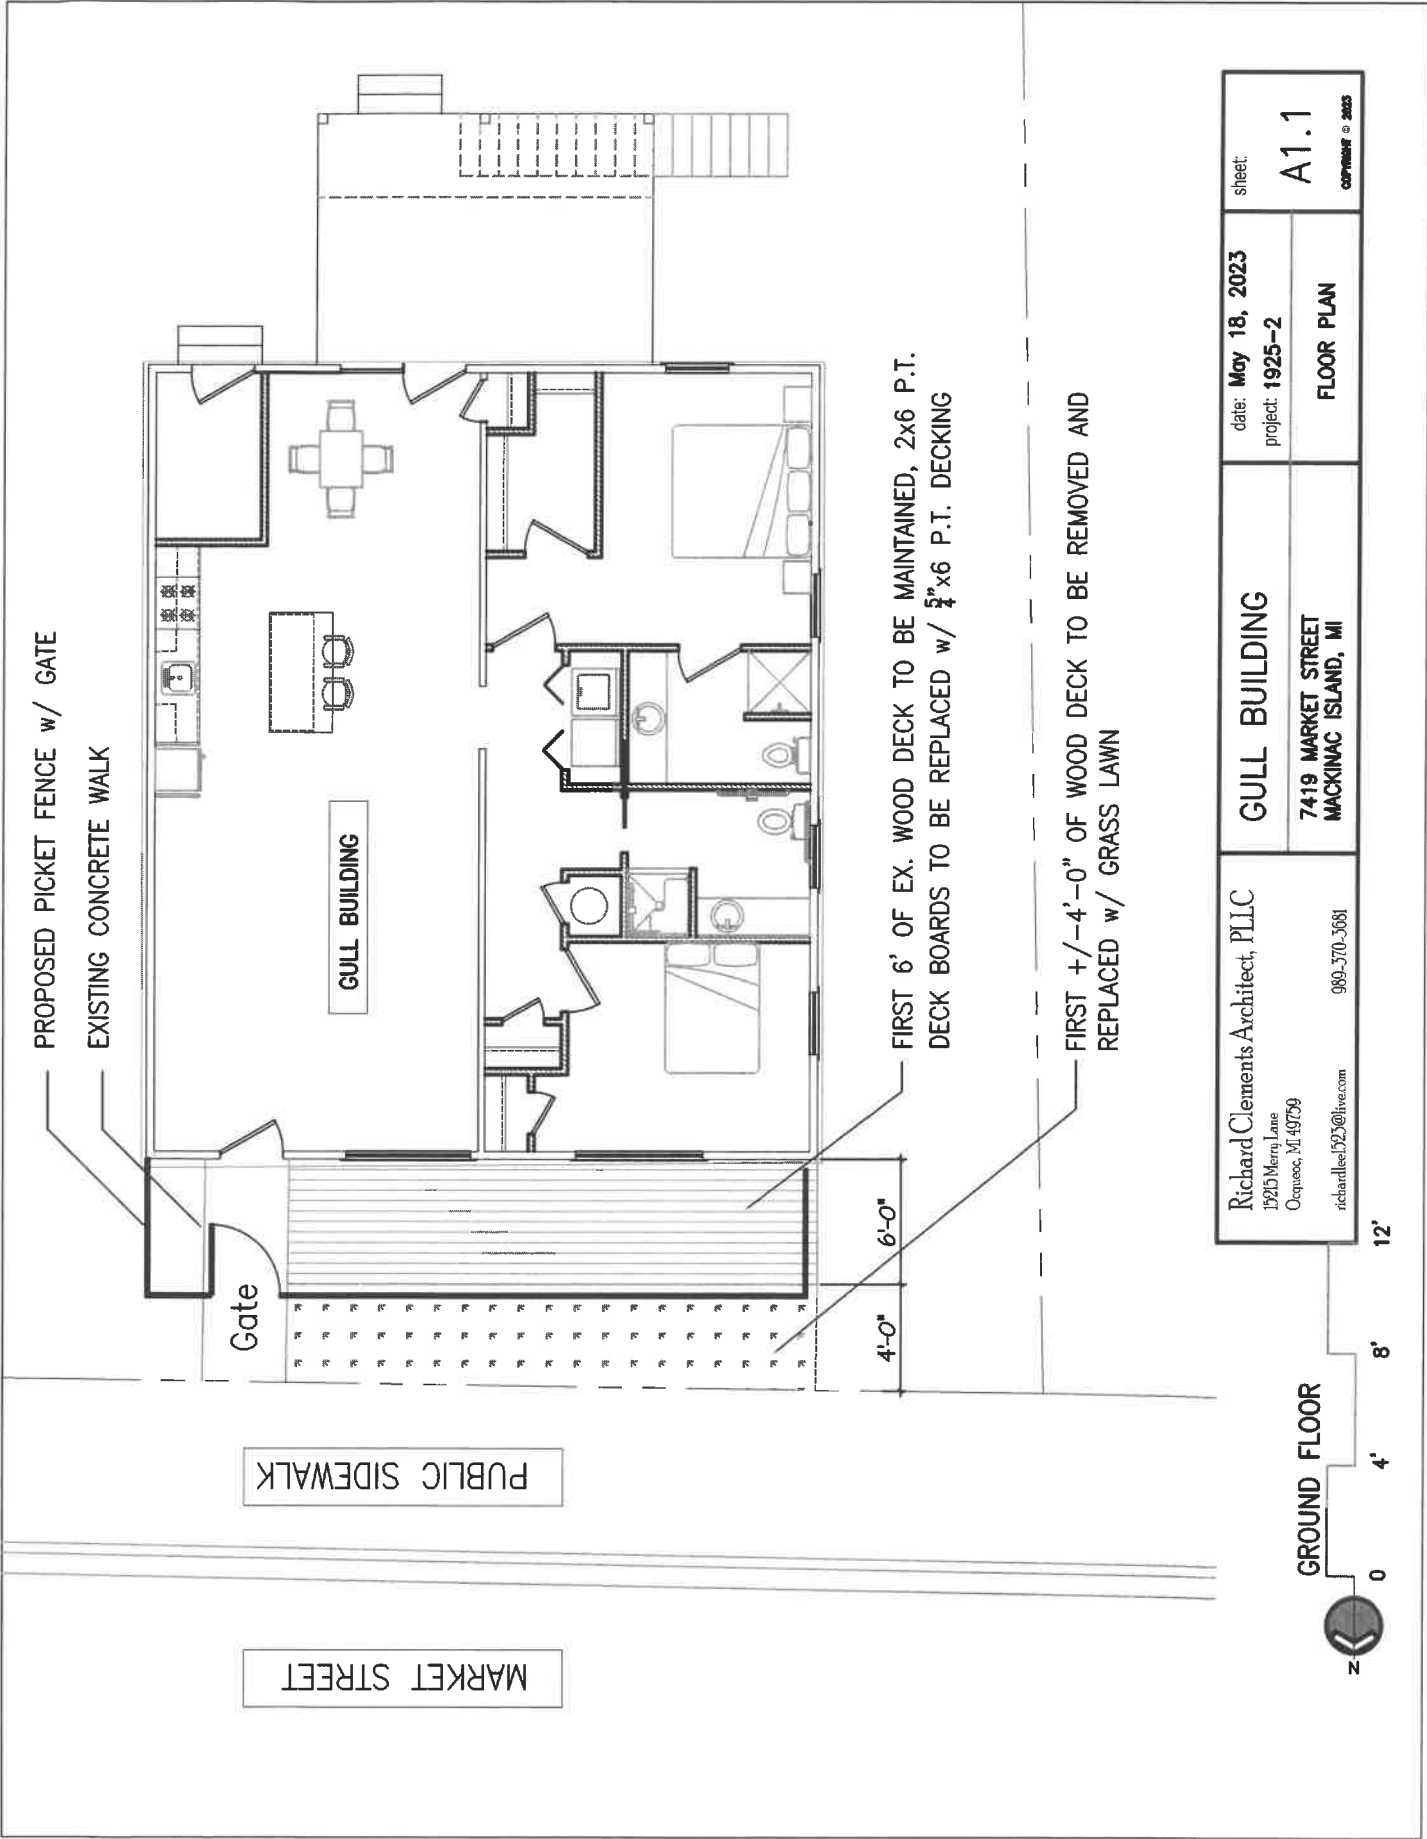 PROPOSED PICKET FENCE w/ GATE
EXISTING CONCRETE WALK
GULL BUILDING
Gate
PUBLIC SIDEWALK
MARKET STREET
4'-0"
6'-0"
FIRST 6' OF EX. WOOD DECK TO BE MAINTAINED, 2x6 P.T.
DECK BOARDS TO BE REPLACED w/ 5/4"x6 P.T. DECKING
FIRST +/-4'-0" OF WOOD DECK TO BE REMOVED AND
REPLACED w/ GRASS LAWN
GROUND FLOOR
N
0
4'
8'
12'
Richard Clements Architect, PLLC
15215 Merry Lane
Ocqueoc, MI 49759
richardlee1523@live.com
989-370-3681
GULL BUILDING
7419 MARKET STREET
MACKINAC ISLAND, MI
date: May 18, 2023
project: 1925-2
FLOOR PLAN
sheet:
A1.1
COPYRIGHT © 2023